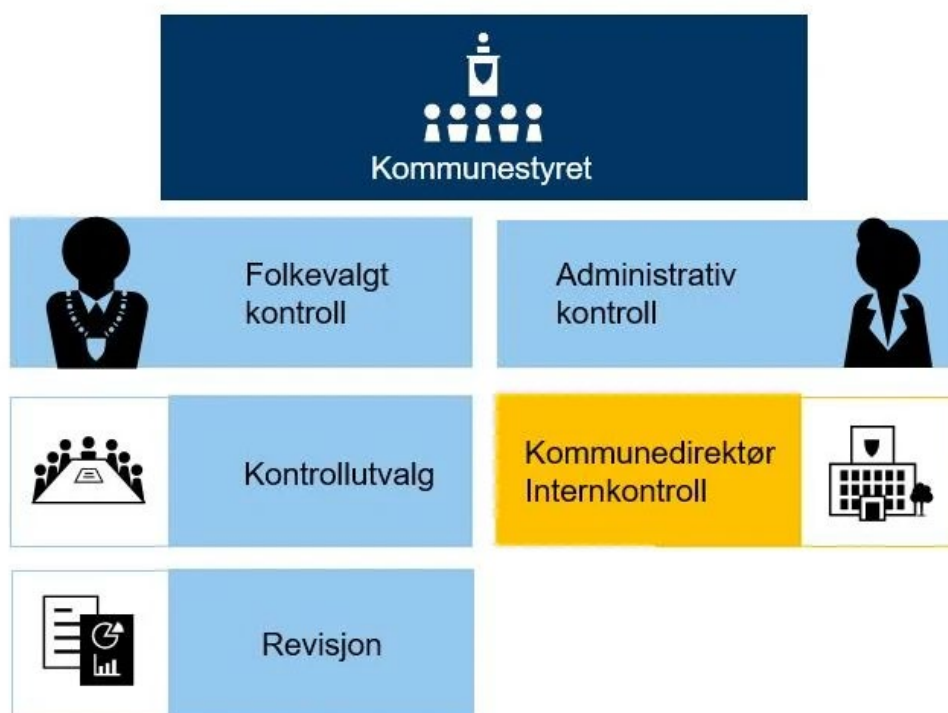 Kommunestyret
Folkevalgt
kontroll
Administrativ
kontroll
Kontrollutvalg
Kommunedirektør
Internkontroll
Revisjon